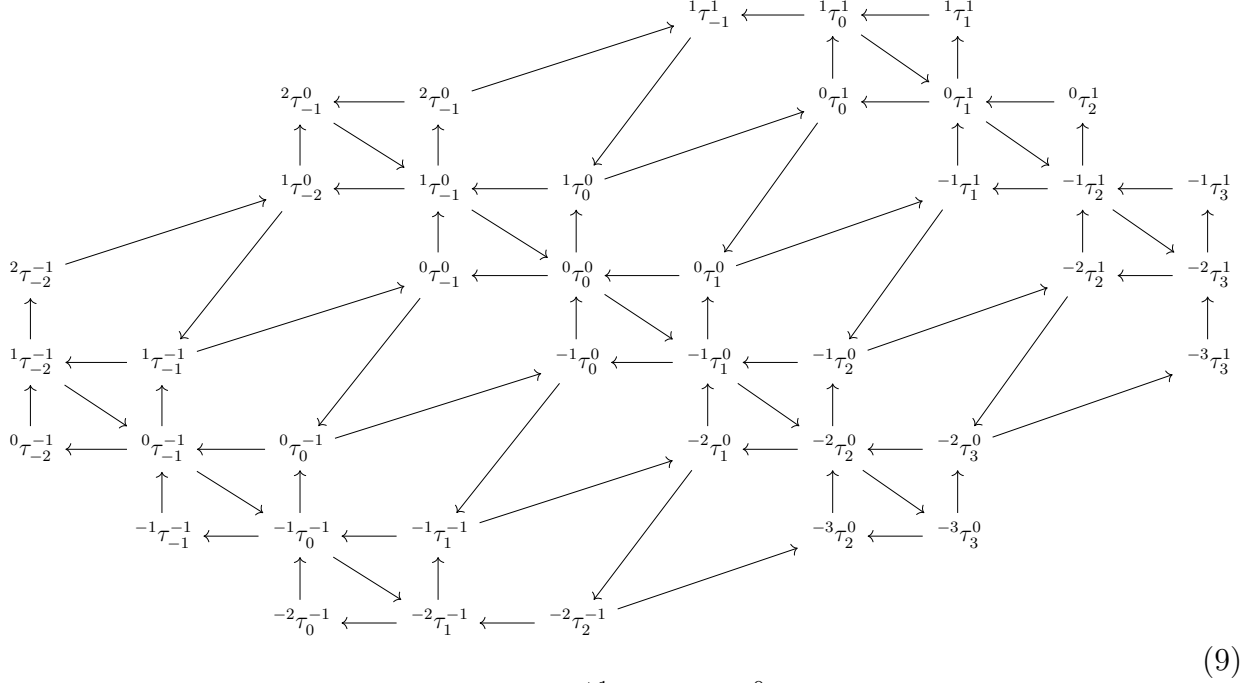 ¹τ¹₋₁ ¹τ¹₀ ¹τ¹₁
²τ⁰₋₁ ²τ⁰₋₁ ⁰τ¹₀ ⁰τ¹₁ ⁰τ¹₂
¹τ⁰₋₂ ¹τ⁰₋₁ ¹τ⁰₀ ⁻¹τ¹₁ ⁻¹τ¹₂ ⁻¹τ¹₃
²τ⁻¹₋₂ ⁰τ⁰₋₁ ⁰τ⁰₀ ⁰τ⁰₁ ⁻²τ¹₂ ⁻²τ¹₃
¹τ⁻¹₋₂ ¹τ⁻¹₋₁ ⁻¹τ⁰₀ ⁻¹τ⁰₁ ⁻¹τ⁰₂ ⁻³τ¹₃
⁰τ⁻¹₋₂ ⁰τ⁻¹₋₁ ⁰τ⁻¹₀ ⁻²τ⁰₁ ⁻²τ⁰₂ ⁻²τ⁰₃
⁻¹τ⁻¹₋₁ ⁻¹τ⁻¹₀ ⁻¹τ⁻¹₁ ⁻³τ⁰₂ ⁻³τ⁰₃
⁻²τ⁻¹₀ ⁻²τ⁻¹₁ ⁻²τ⁻¹₂
(9)